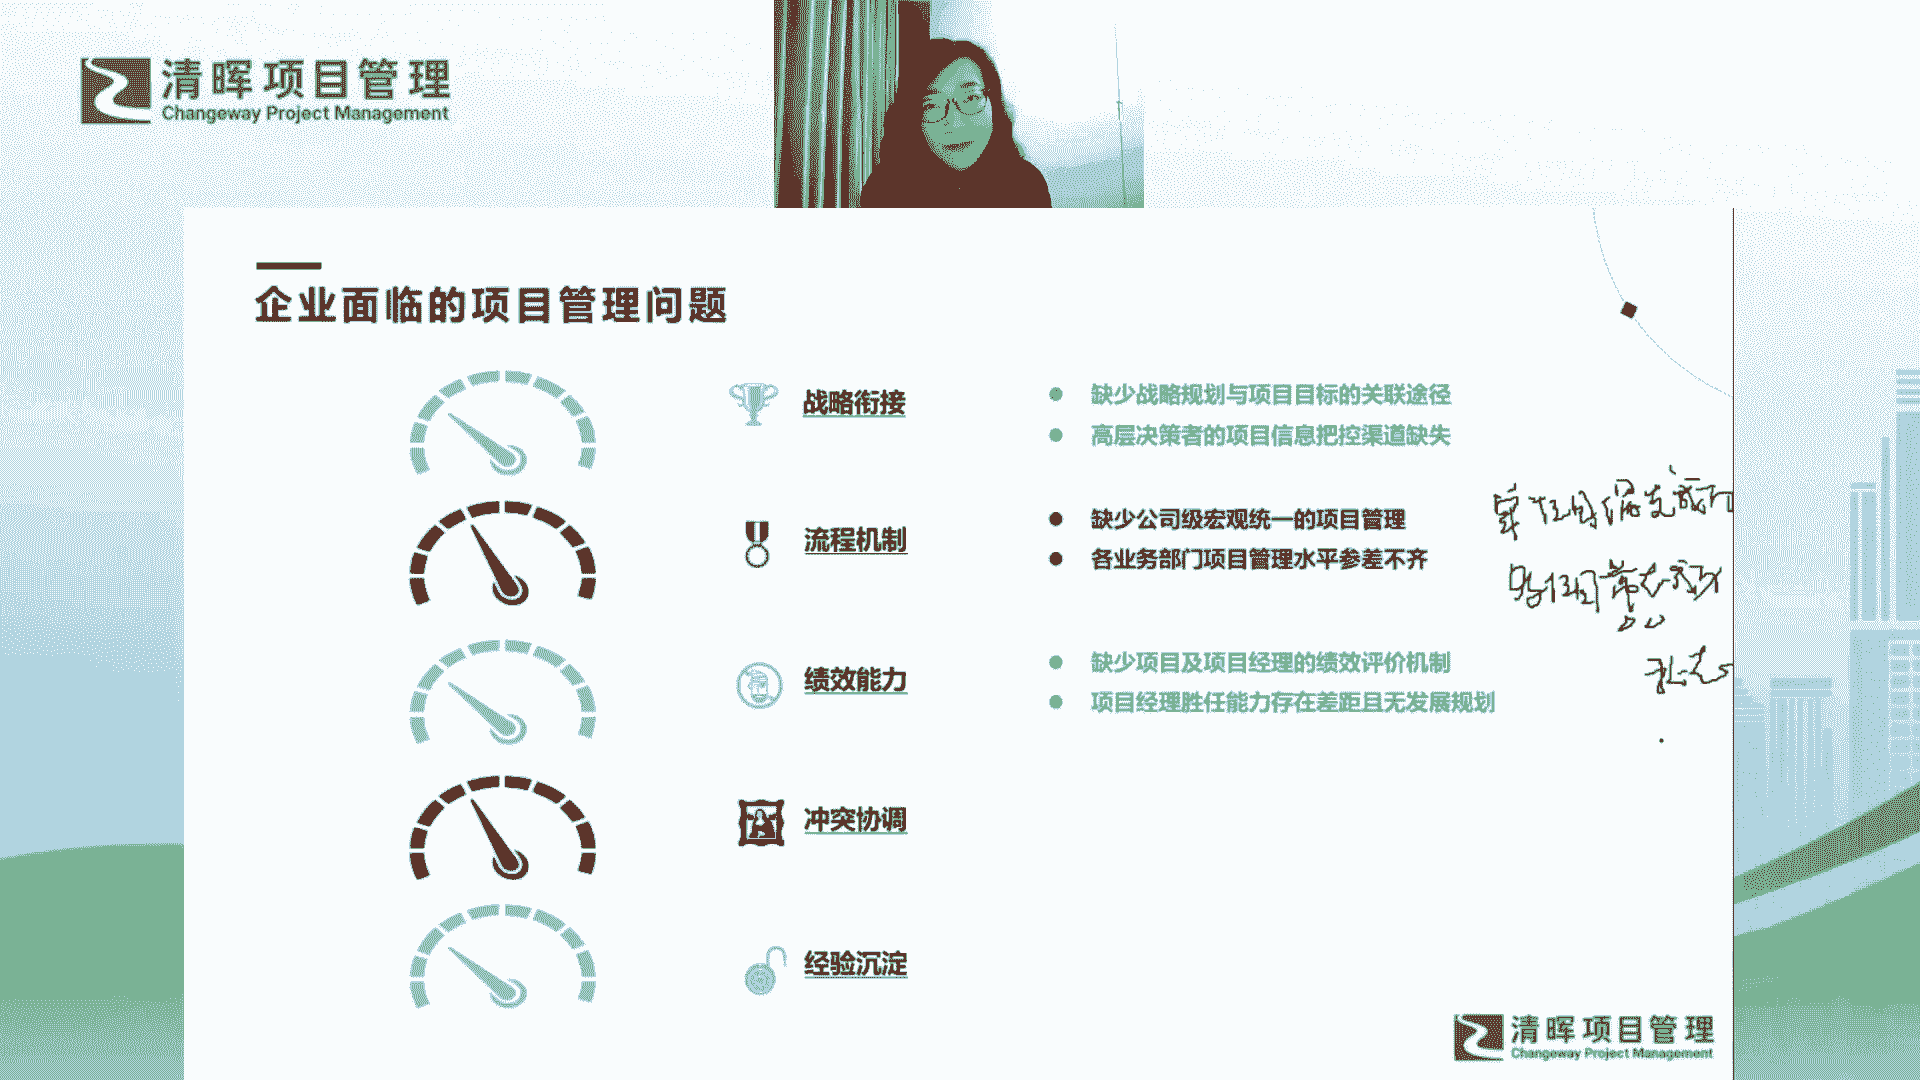 清晖项目管理
Changeway Project Management
企业面临的项目管理问题
战略衔接
缺少战略规划与项目目标的关联途径
高层决策者的项目信息把控渠道缺失
流程机制
缺少公司级宏观统一的项目管理
各业务部门项目管理水平参差不齐
绩效能力
缺少项目及项目经理的绩效评价机制
项目经理胜任能力存在差距且无发展规划
冲突协调
经验沉淀
清晖项目管理
Changeway Project Management